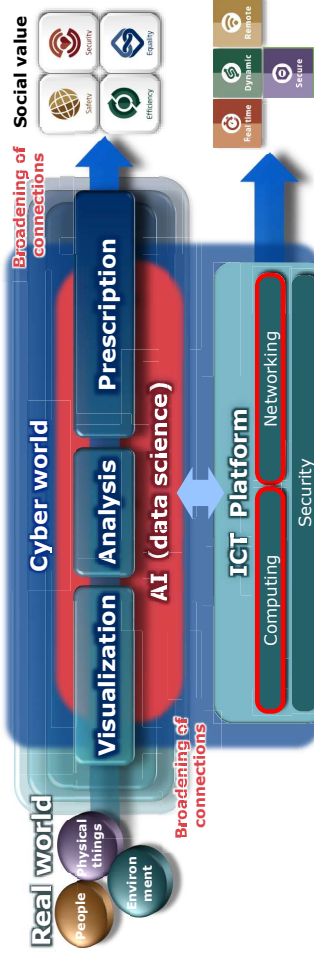 Real world
People
Physical
things
Environ
ment
Broadening of
connections
Cyber world
Visualization
Analysis
Prescription
AI (data science)
Broadening of
connections
Social value
Safety
Security
Efficiency
Equality
ICT Platform
Computing
Networking
Security
Real time
Dynamic
Remote
Secure